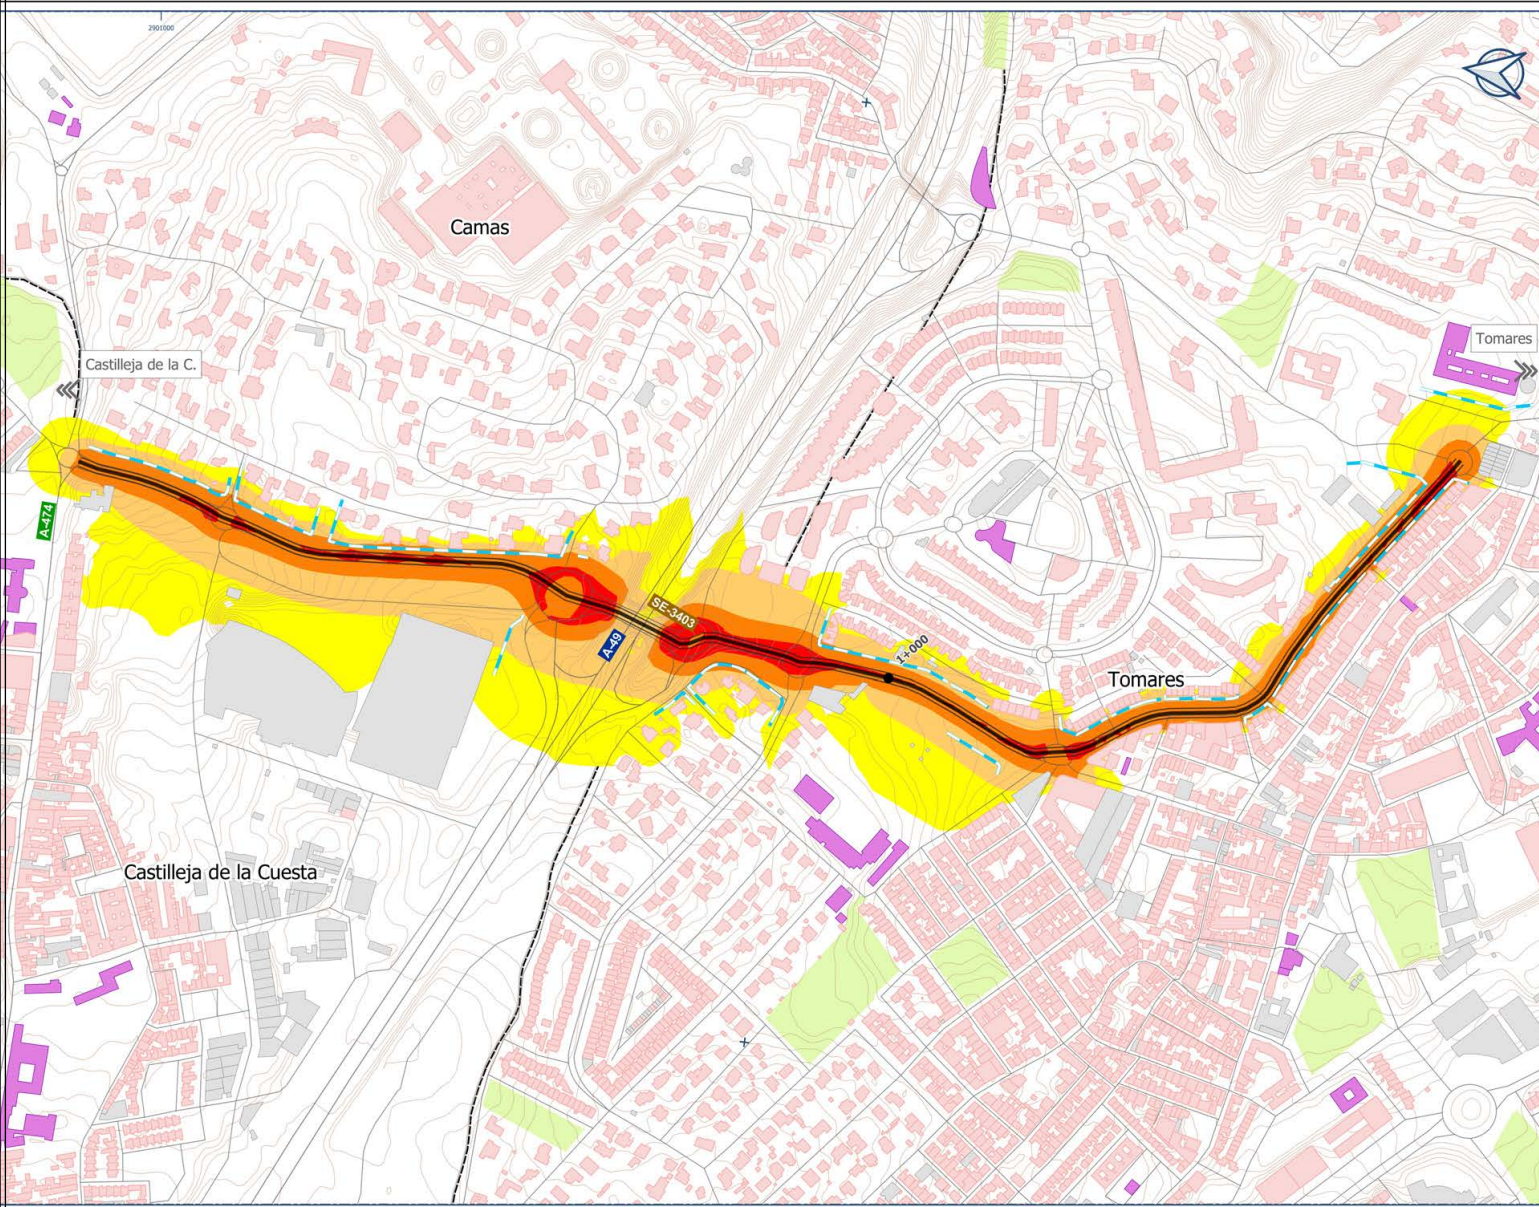 2901000
Camas
Tomares
Castilleja de la C.
A-474
SE-3403
A-49
1+000
Tomares
Castilleja de la Cuesta